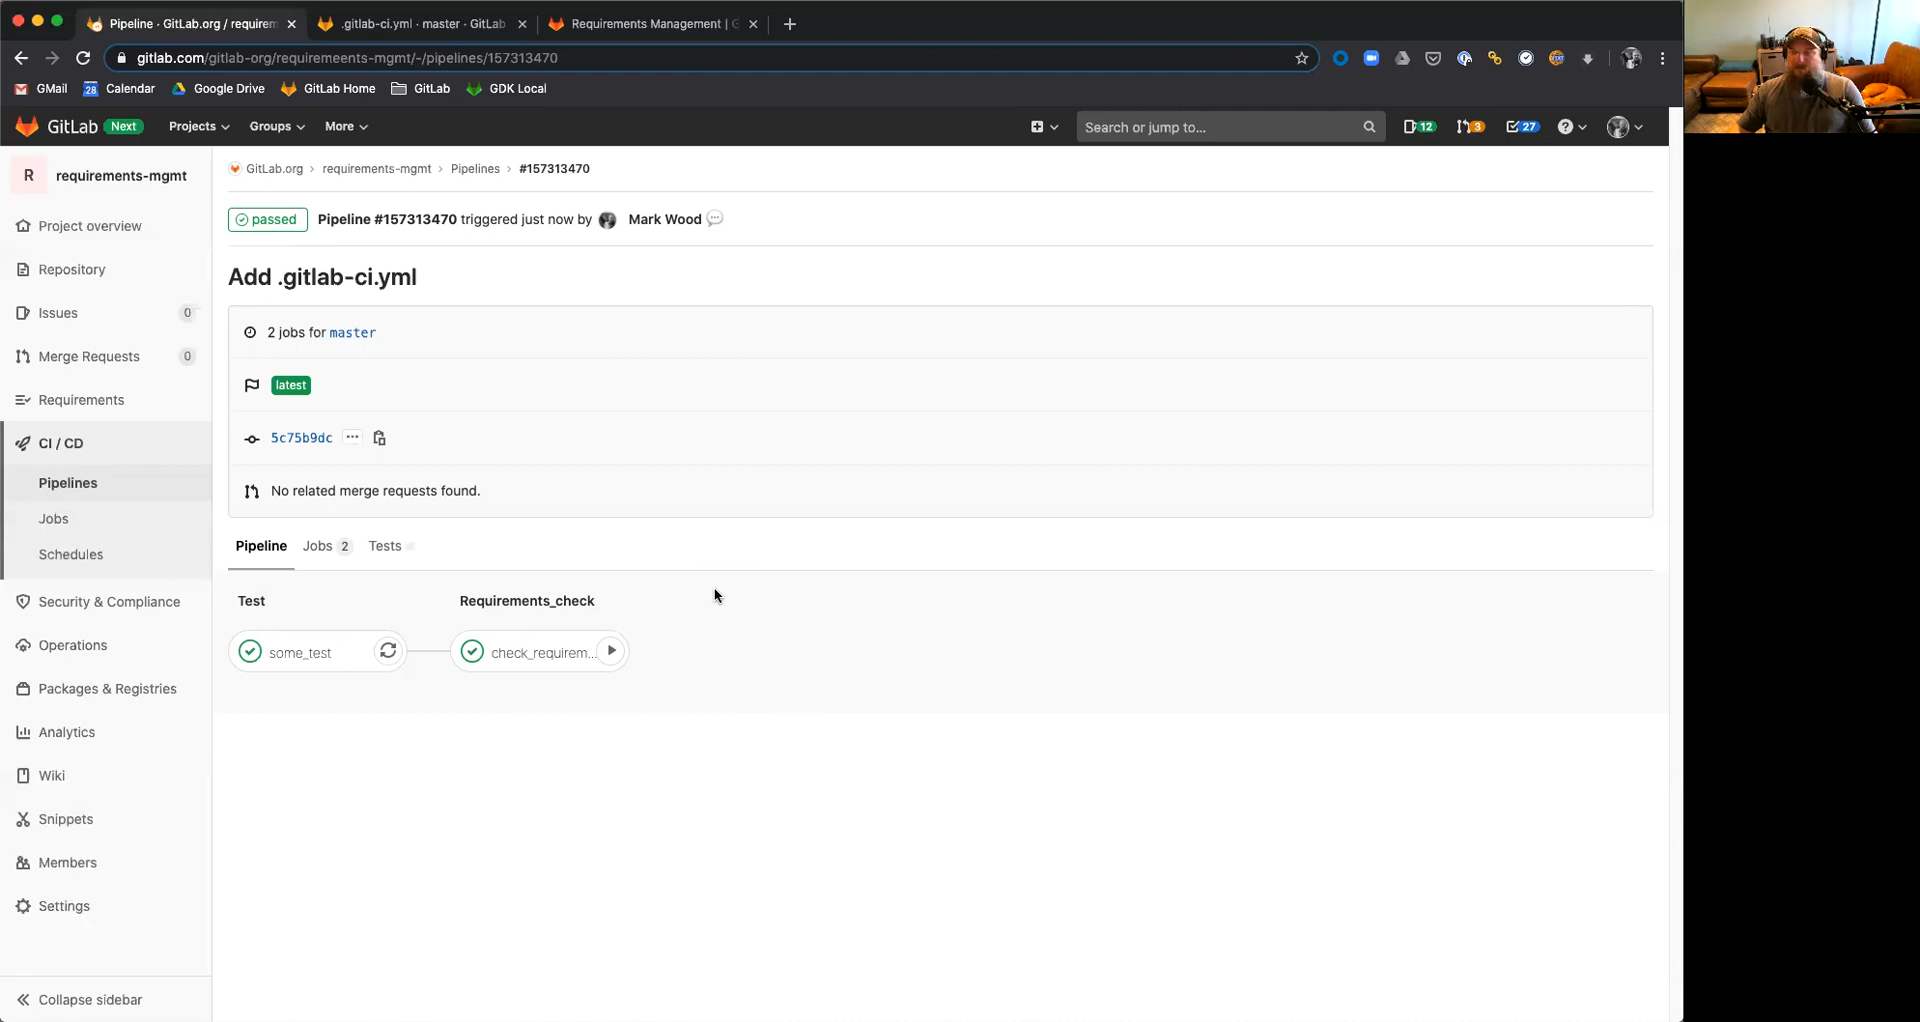 Pipeline · GitLab.org / requirem
.gitlab-ci.yml · master · GitLab
Requirements Management | G
gitlab.com/gitlab-org/requiremeents-mgmt/-/pipelines/157313470
GMail
28
Calendar
Google Drive
GitLab Home
GitLab
GDK Local
GitLab
Next
Projects
Groups
More
Search or jump to...
12
3
27
R
requirements-mgmt
GitLab.org › requirements-mgmt › Pipelines › #157313470
passed
Pipeline #157313470 triggered just now by Mark Wood
Project overview
Repository
Issues 0
Merge Requests 0
Requirements
CI / CD
Pipelines
Jobs
Schedules
Security & Compliance
Operations
Packages & Registries
Analytics
Wiki
Snippets
Members
Settings
Collapse sidebar
Add .gitlab-ci.yml
2 jobs for master
latest
5c75b9dc
No related merge requests found.
Pipeline
Jobs 2
Tests
Test
Requirements_check
some_test
check_requirem...